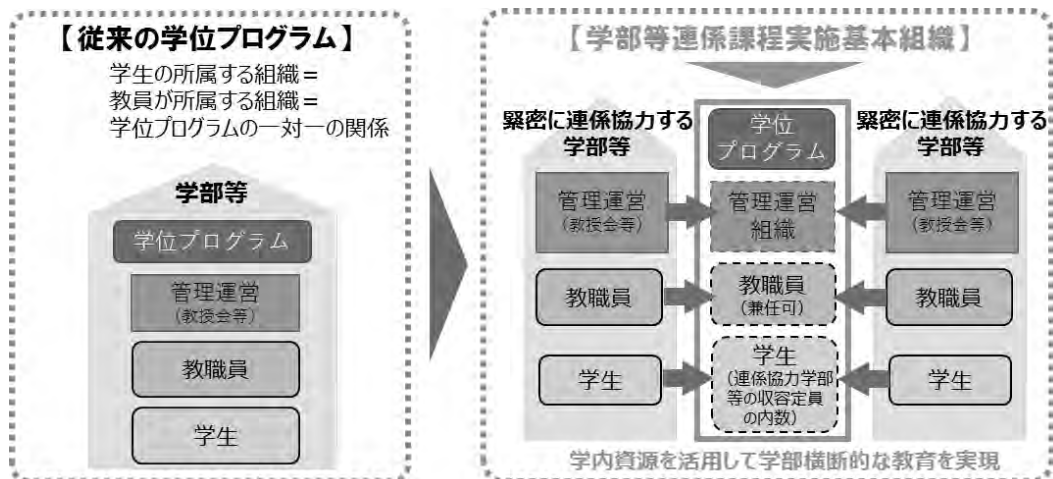 【従来の学位プログラム】
学生の所属する組織＝
教員が所属する組織＝
学位プログラムの一対一の関係
学部等
学位プログラム
管理運営
(教授会等)
教職員
学生
【学部等連係課程実施基本組織】
緊密に連係協力する
学部等
管理運営
(教授会等)
教職員
学生
学位
プログラム
管理運営
組織
教職員
(兼任可)
学生
(連係協力学部
等の収容定員
の内数)
緊密に連係協力する
学部等
管理運営
(教授会等)
教職員
学生
学内資源を活用して学部横断的な教育を実現